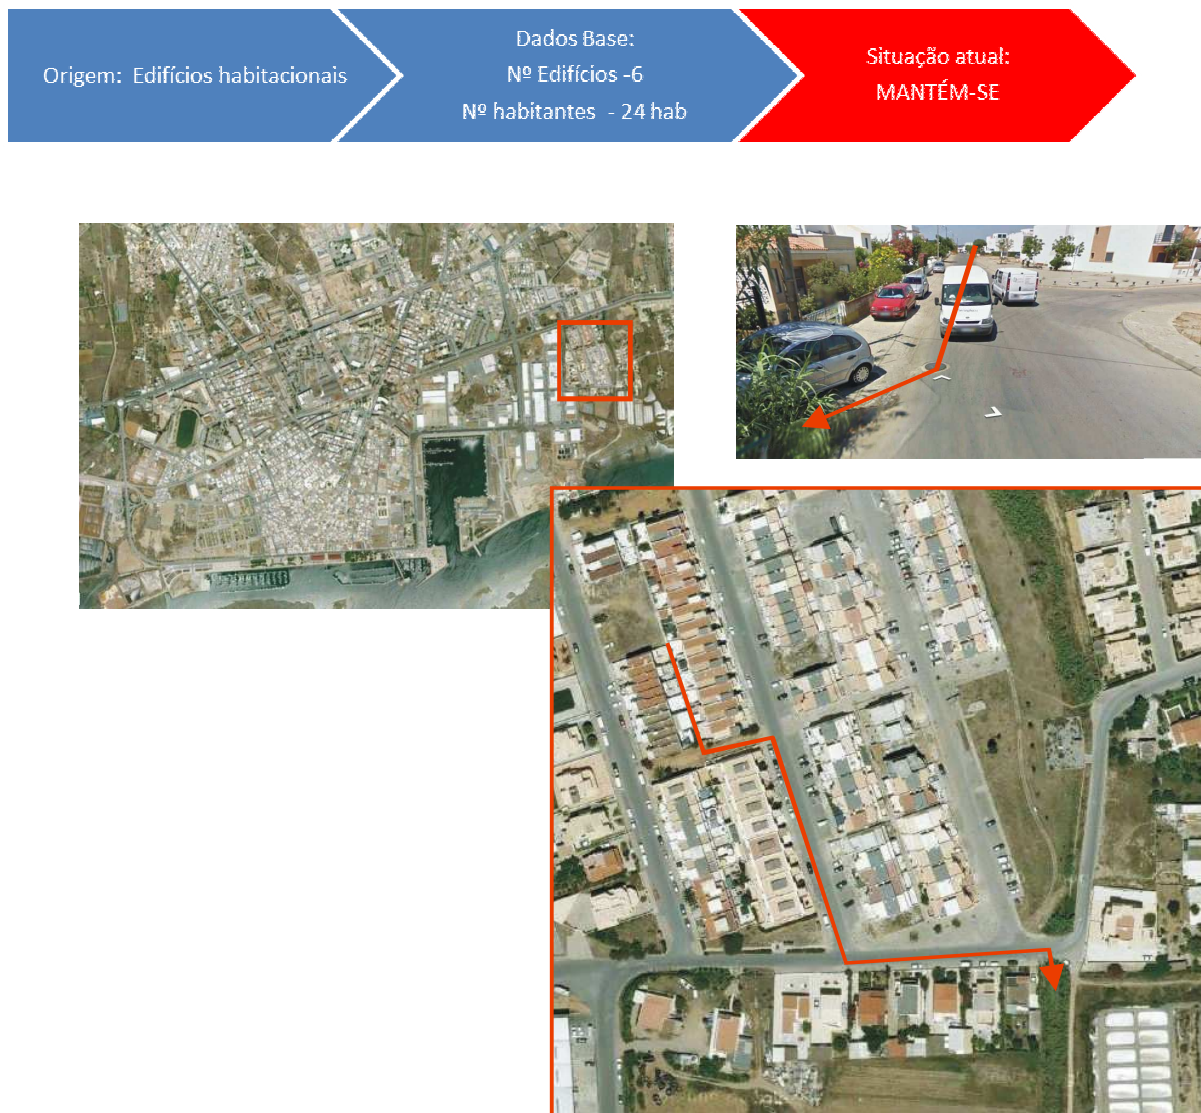 Origem: Edifícios habitacionais
Dados Base:
Nº Edifícios -6
Nº habitantes - 24 hab
Situação atual:
MANTÉM-SE